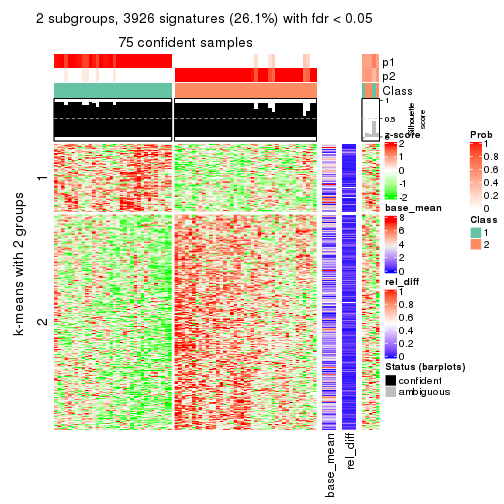 2 subgroups, 3926 signatures (26.1%) with fdr < 0.05
75 confident samples
p1
p2
Class
1
0.5
0
Silhouette score
k-means with 2 groups
1
2
z-score
2
1
0
-1
-2
base_mean
8
6
4
2
0
rel_diff
1
0.8
0.6
0.4
0.2
0
Status (barplots)
confident
ambiguous
Prob
1
0.8
0.6
0.4
0.2
0
Class
1
2
base_mean
rel_diff